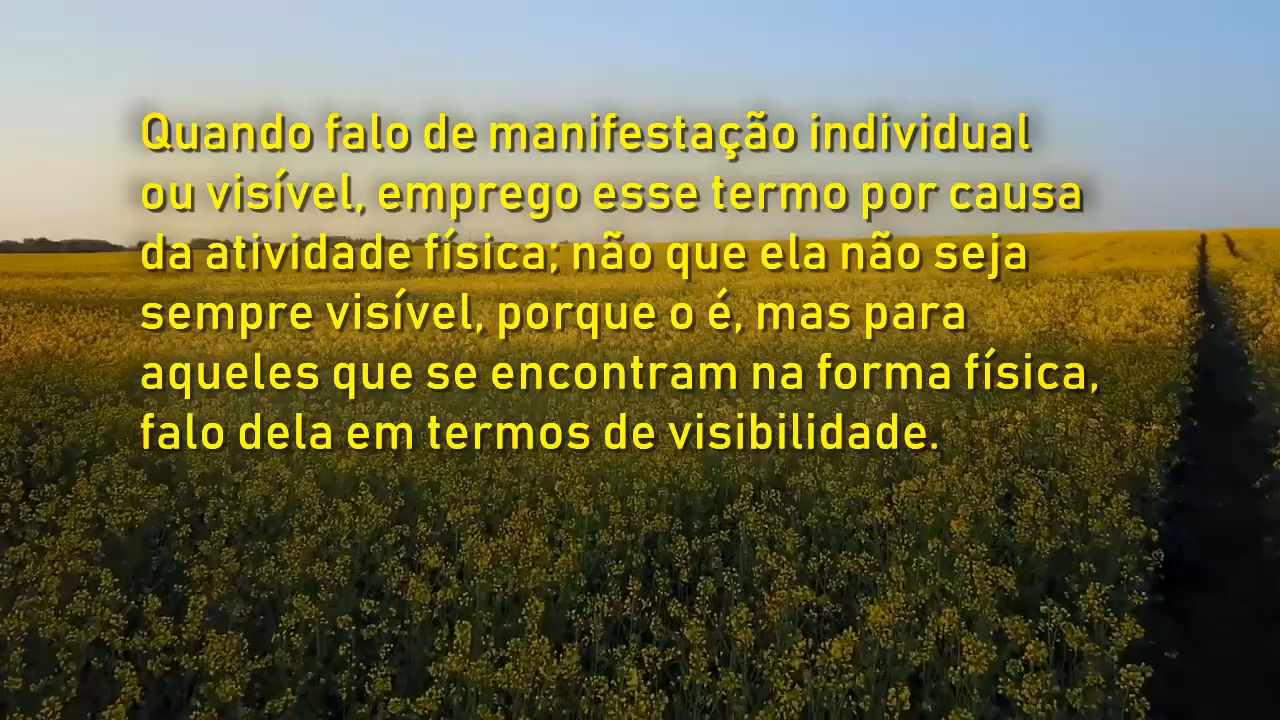 Quando falo de manifestação individual
ou visível, emprego esse termo por causa
da atividade física; não que ela não seja
sempre visível, porque o é, mas para
aqueles que se encontram na forma física,
falo dela em termos de visibilidade.